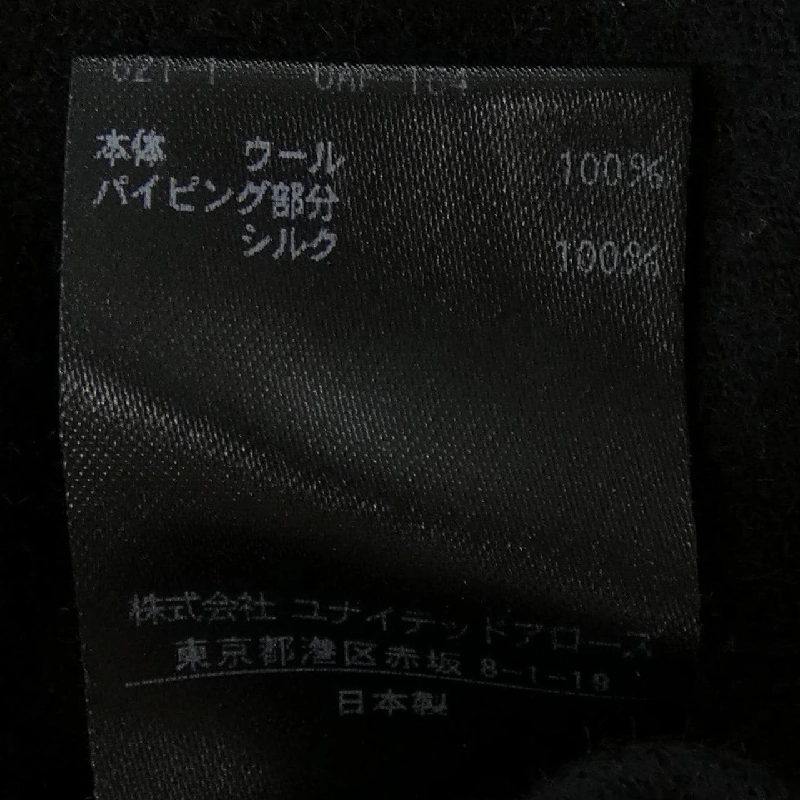 本体 ウール 100%
パイピング部分
シルク 100%
株式会社 ユナイテッドアローズ
東京都港区赤坂 8-1-19
日本製